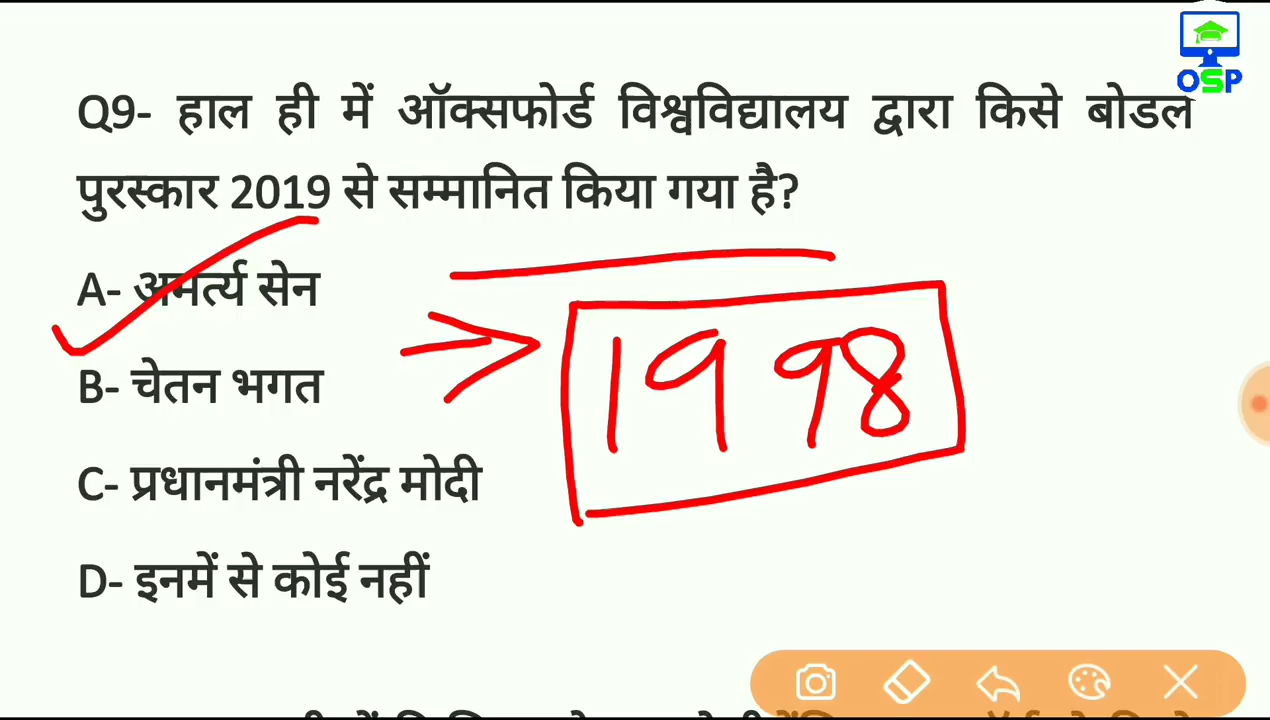 OSP
Q9- हाल ही में ऑक्सफोर्ड विश्वविद्यालय द्वारा किसे बोडले
पुरस्कार 2019 से सम्मानित किया गया है?
A- अमर्त्य सेन
B- चेतन भगत
1998
C- प्रधानमंत्री नरेंद्र मोदी
D- इनमें से कोई नहीं